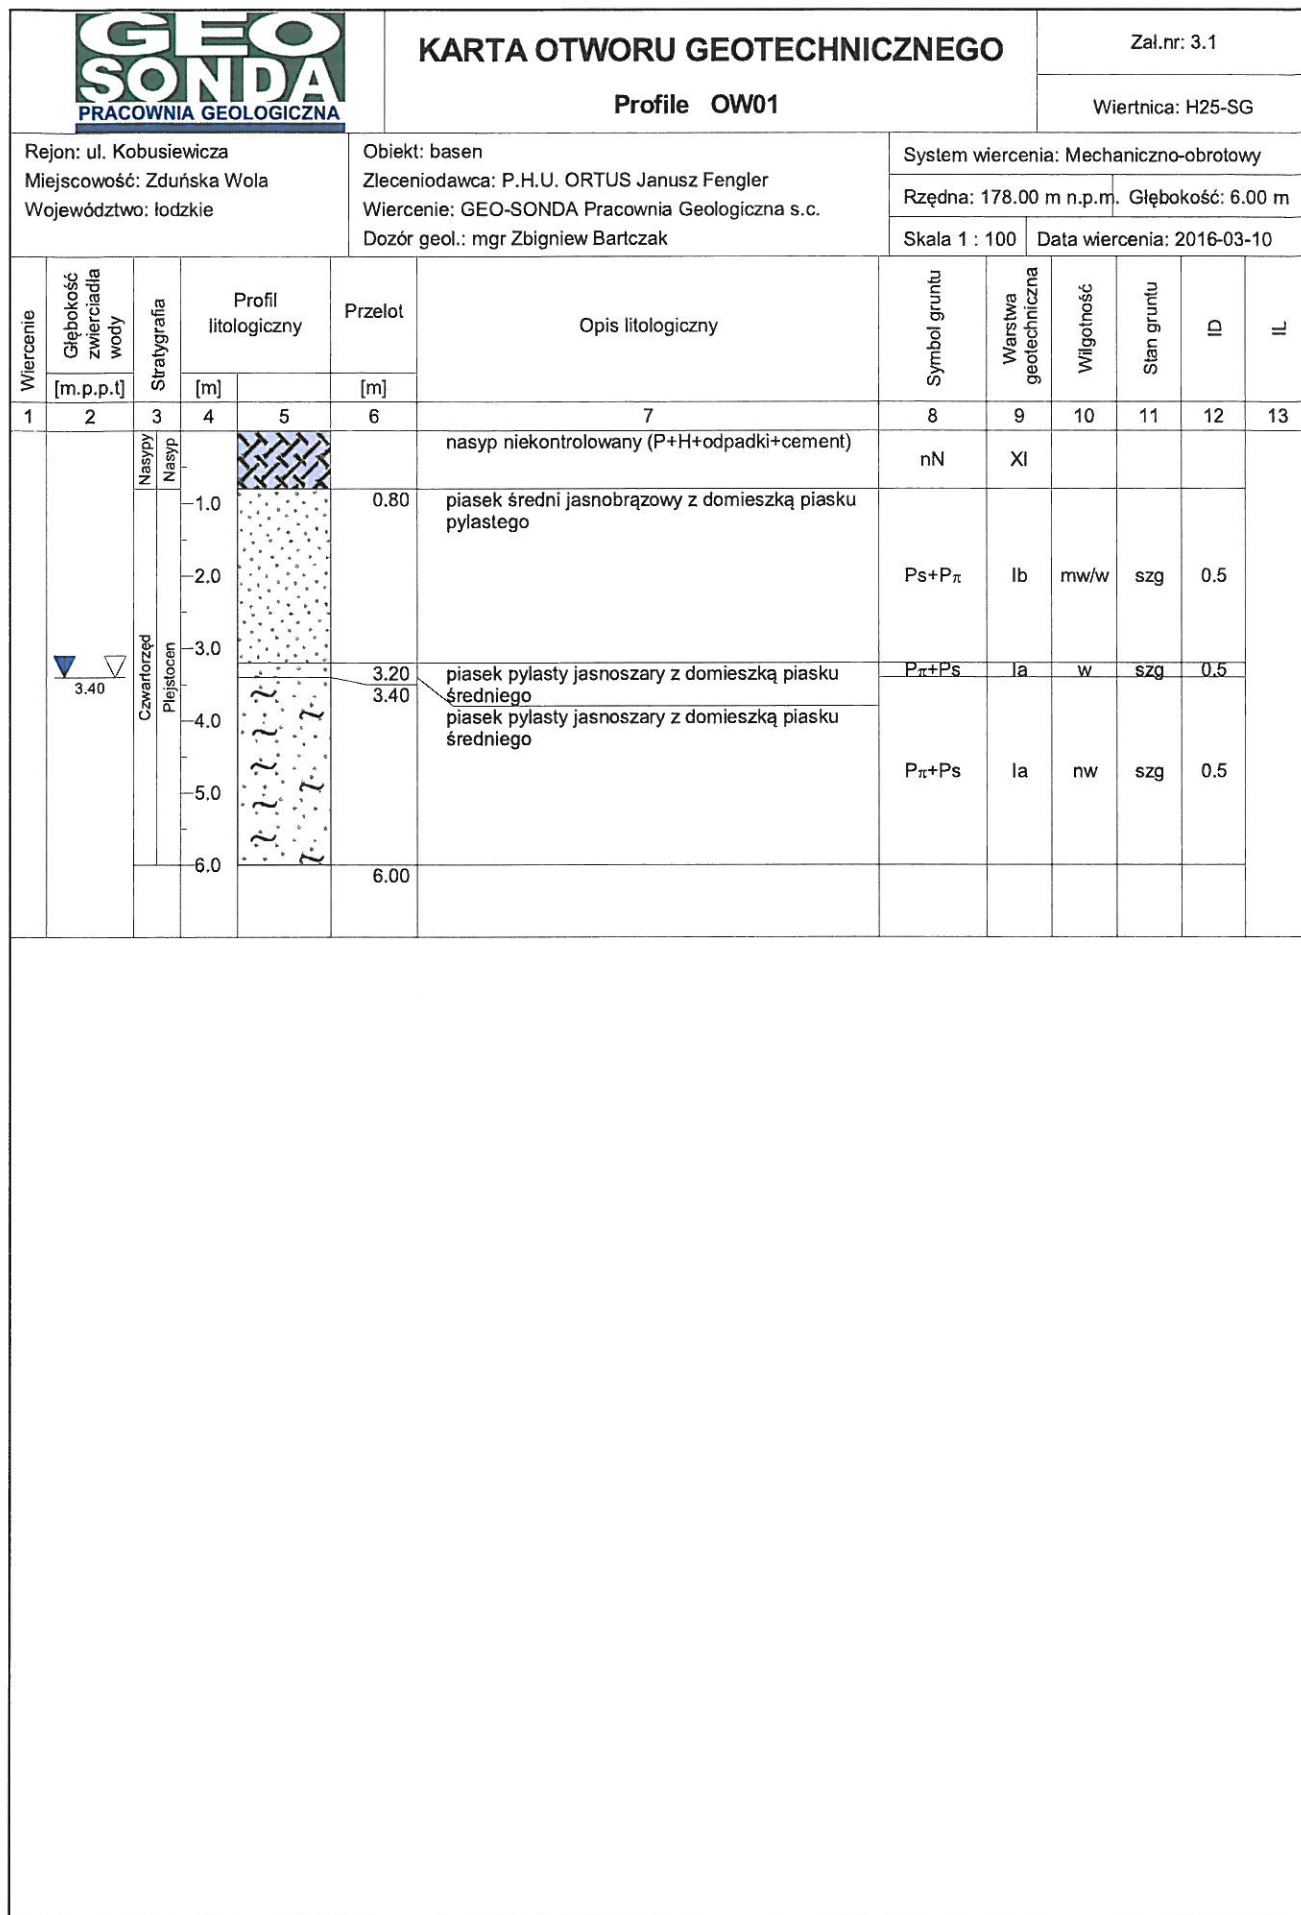 GEO
SONDA
PRACOWNIA GEOLOGICZNA
KARTA OTWORU GEOTECHNICZNEGO
Profile OW01
Zał.nr: 3.1
Wiertnica: H25-SG
Rejon: ul. Kobusiewicza
Miejscowość: Zduńska Wola
Województwo: łodzkie
Obiekt: basen
Zleceniodawca: P.H.U. ORTUS Janusz Fengler
Wiercenie: GEO-SONDA Pracownia Geologiczna s.c.
Dozór geol.: mgr Zbigniew Bartczak
System wiercenia: Mechaniczno-obrotowy
Rzędna: 178.00 m n.p.m. Głębokość: 6.00 m
Skala 1 : 100 Data wiercenia: 2016-03-10
Wiercenie
Głębokość
zwierciadła
wody
[m.p.p.t]
Stratygrafia
Profil
litologiczny
[m]
Przelot
[m]
Opis litologiczny
Symbol gruntu
Warstwa
geotechniczna
Wilgotność
Stan gruntu
ID
IL
1 2 3 4 5 6 7 8 9 10 11 12 13
Nasypy
Nasyp
nasyp niekontrolowany (P+H+odpadki+cement)
nN XI
1.0
0.80
piasek średni jasnobrązowy z domieszką piasku
pylastego
2.0
Ps+Pπ Ib mw/w szg 0.5
3.0
Czwartorzęd
Plejstocen
3.40
3.20
piasek pylasty jasnoszary z domieszką piasku
średniego
Pπ+Ps Ia w szg 0.5
3.40
piasek pylasty jasnoszary z domieszką piasku
średniego
4.0
Pπ+Ps Ia nw szg 0.5
5.0
6.0
6.00